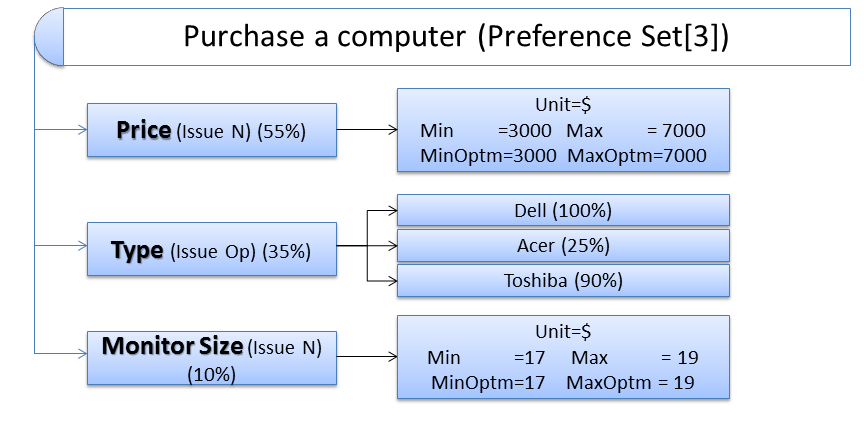 Purchase a computer (Preference Set[3])
Price (Issue N) (55%)
Unit=$
Min =3000 Max = 7000
MinOptm=3000 MaxOptm=7000
Type (Issue Op) (35%)
Dell (100%)
Acer (25%)
Toshiba (90%)
Monitor Size (Issue N)
(10%)
Unit=$
Min =17 Max = 19
MinOptm=17 MaxOptm = 19